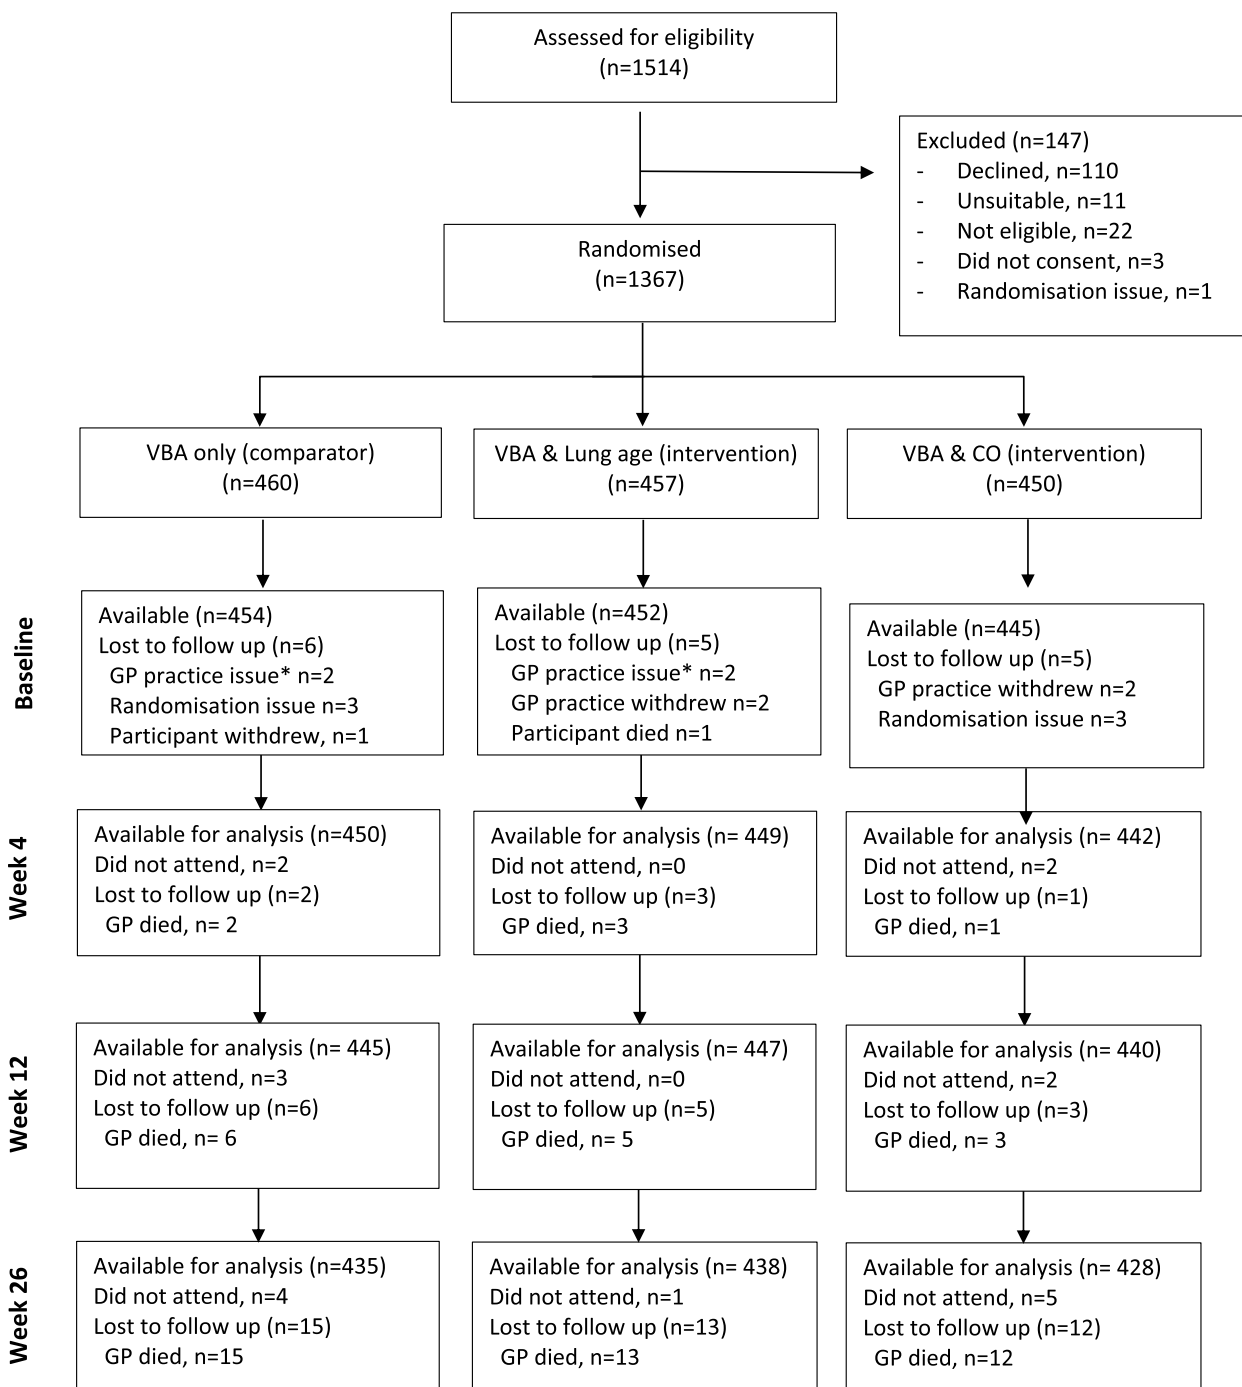 Assessed for eligibility
(n=1514)
Excluded (n=147)
- Declined, n=110
- Unsuitable, n=11
- Not eligible, n=22
- Did not consent, n=3
- Randomisation issue, n=1
Randomised
(n=1367)
VBA only (comparator)
(n=460)
VBA & Lung age (intervention)
(n=457)
VBA & CO (intervention)
(n=450)
Baseline
Available (n=454)
Lost to follow up (n=6)
GP practice issue* n=2
Randomisation issue n=3
Participant withdrew, n=1
Available (n=452)
Lost to follow up (n=5)
GP practice issue* n=2
GP practice withdrew n=2
Participant died n=1
Available (n=445)
Lost to follow up (n=5)
GP practice withdrew n=2
Randomisation issue n=3
Week 4
Available for analysis (n=450)
Did not attend, n=2
Lost to follow up (n=2)
GP died, n= 2
Available for analysis (n= 449)
Did not attend, n=0
Lost to follow up (n=3)
GP died, n=3
Available for analysis (n= 442)
Did not attend, n=2
Lost to follow up (n=1)
GP died, n=1
Week 12
Available for analysis (n= 445)
Did not attend, n=3
Lost to follow up (n=6)
GP died, n= 6
Available for analysis (n= 447)
Did not attend, n=0
Lost to follow up (n=5)
GP died, n= 5
Available for analysis (n= 440)
Did not attend, n=2
Lost to follow up (n=3)
GP died, n= 3
Week 26
Available for analysis (n=435)
Did not attend, n=4
Lost to follow up (n=15)
GP died, n=15
Available for analysis (n= 438)
Did not attend, n=1
Lost to follow up (n=13)
GP died, n=13
Available for analysis (n= 428)
Did not attend, n=5
Lost to follow up (n=12)
GP died, n=12